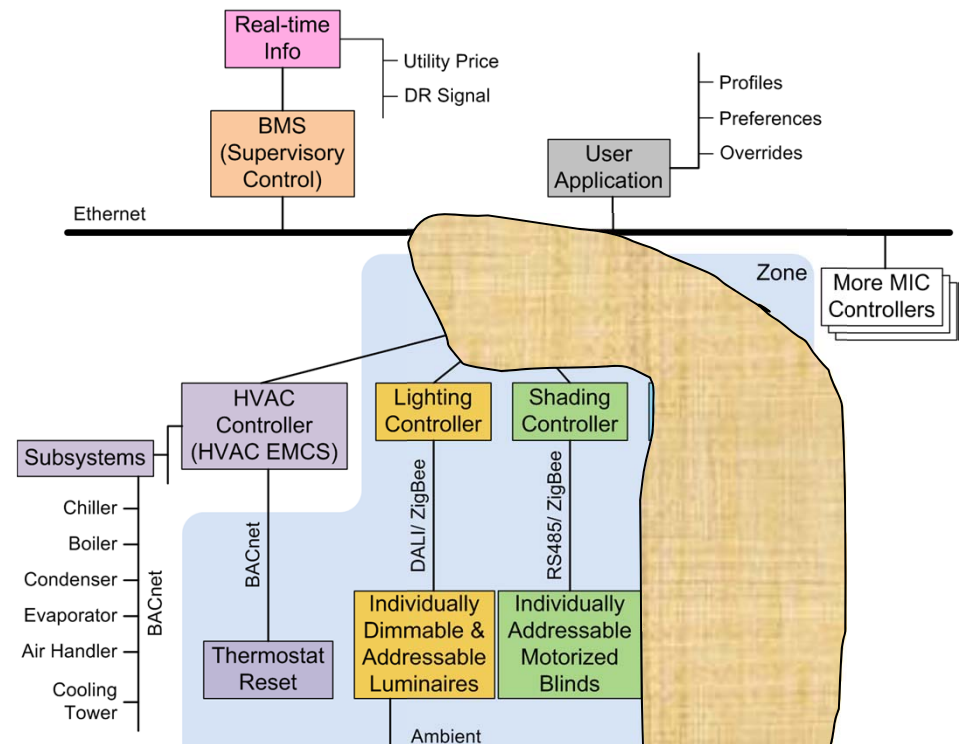 Real-time
Info
Utility Price
DR Signal
BMS
(Supervisory
Control)
Profiles
Preferences
Overrides
User
Application
Ethernet
Zone
More MIC
Controllers
HVAC
Controller
(HVAC EMCS)
Lighting
Controller
Shading
Controller
Subsystems
Chiller
Boiler
Condenser
Evaporator
Air Handler
Cooling
Tower
BACnet
BACnet
DALI/ ZigBee
RS485/ ZigBee
Thermostat
Reset
Individually
Dimmable &
Addressable
Luminaires
Individually
Addressable
Motorized
Blinds
Ambient